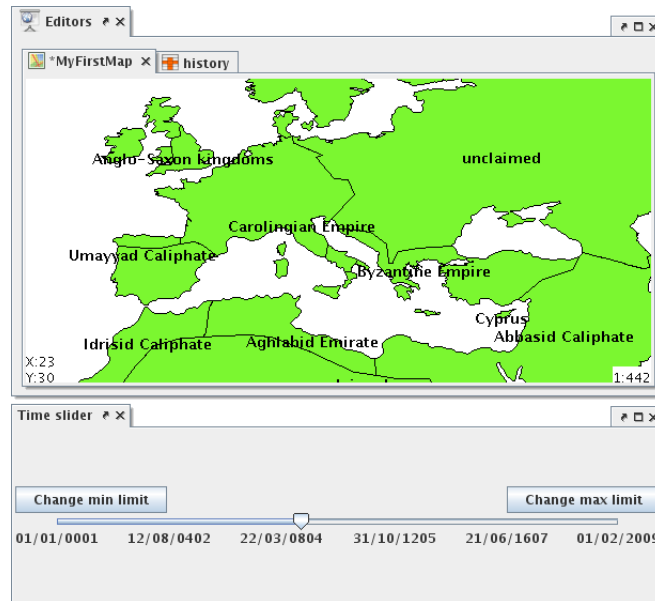 Editors
*MyFirstMap
history
Anglo-Saxon kingdoms
unclaimed
Carolingian Empire
Umayyad Caliphate
Byzantine Empire
Cyprus
Abbasid Caliphate
Idrisid Caliphate
Aghlabid Emirate
X:23
Y:30
1:442
Time slider
Change min limit
Change max limit
01/01/0001 12/08/0402 22/03/0804 31/10/1205 21/06/1607 01/02/2009